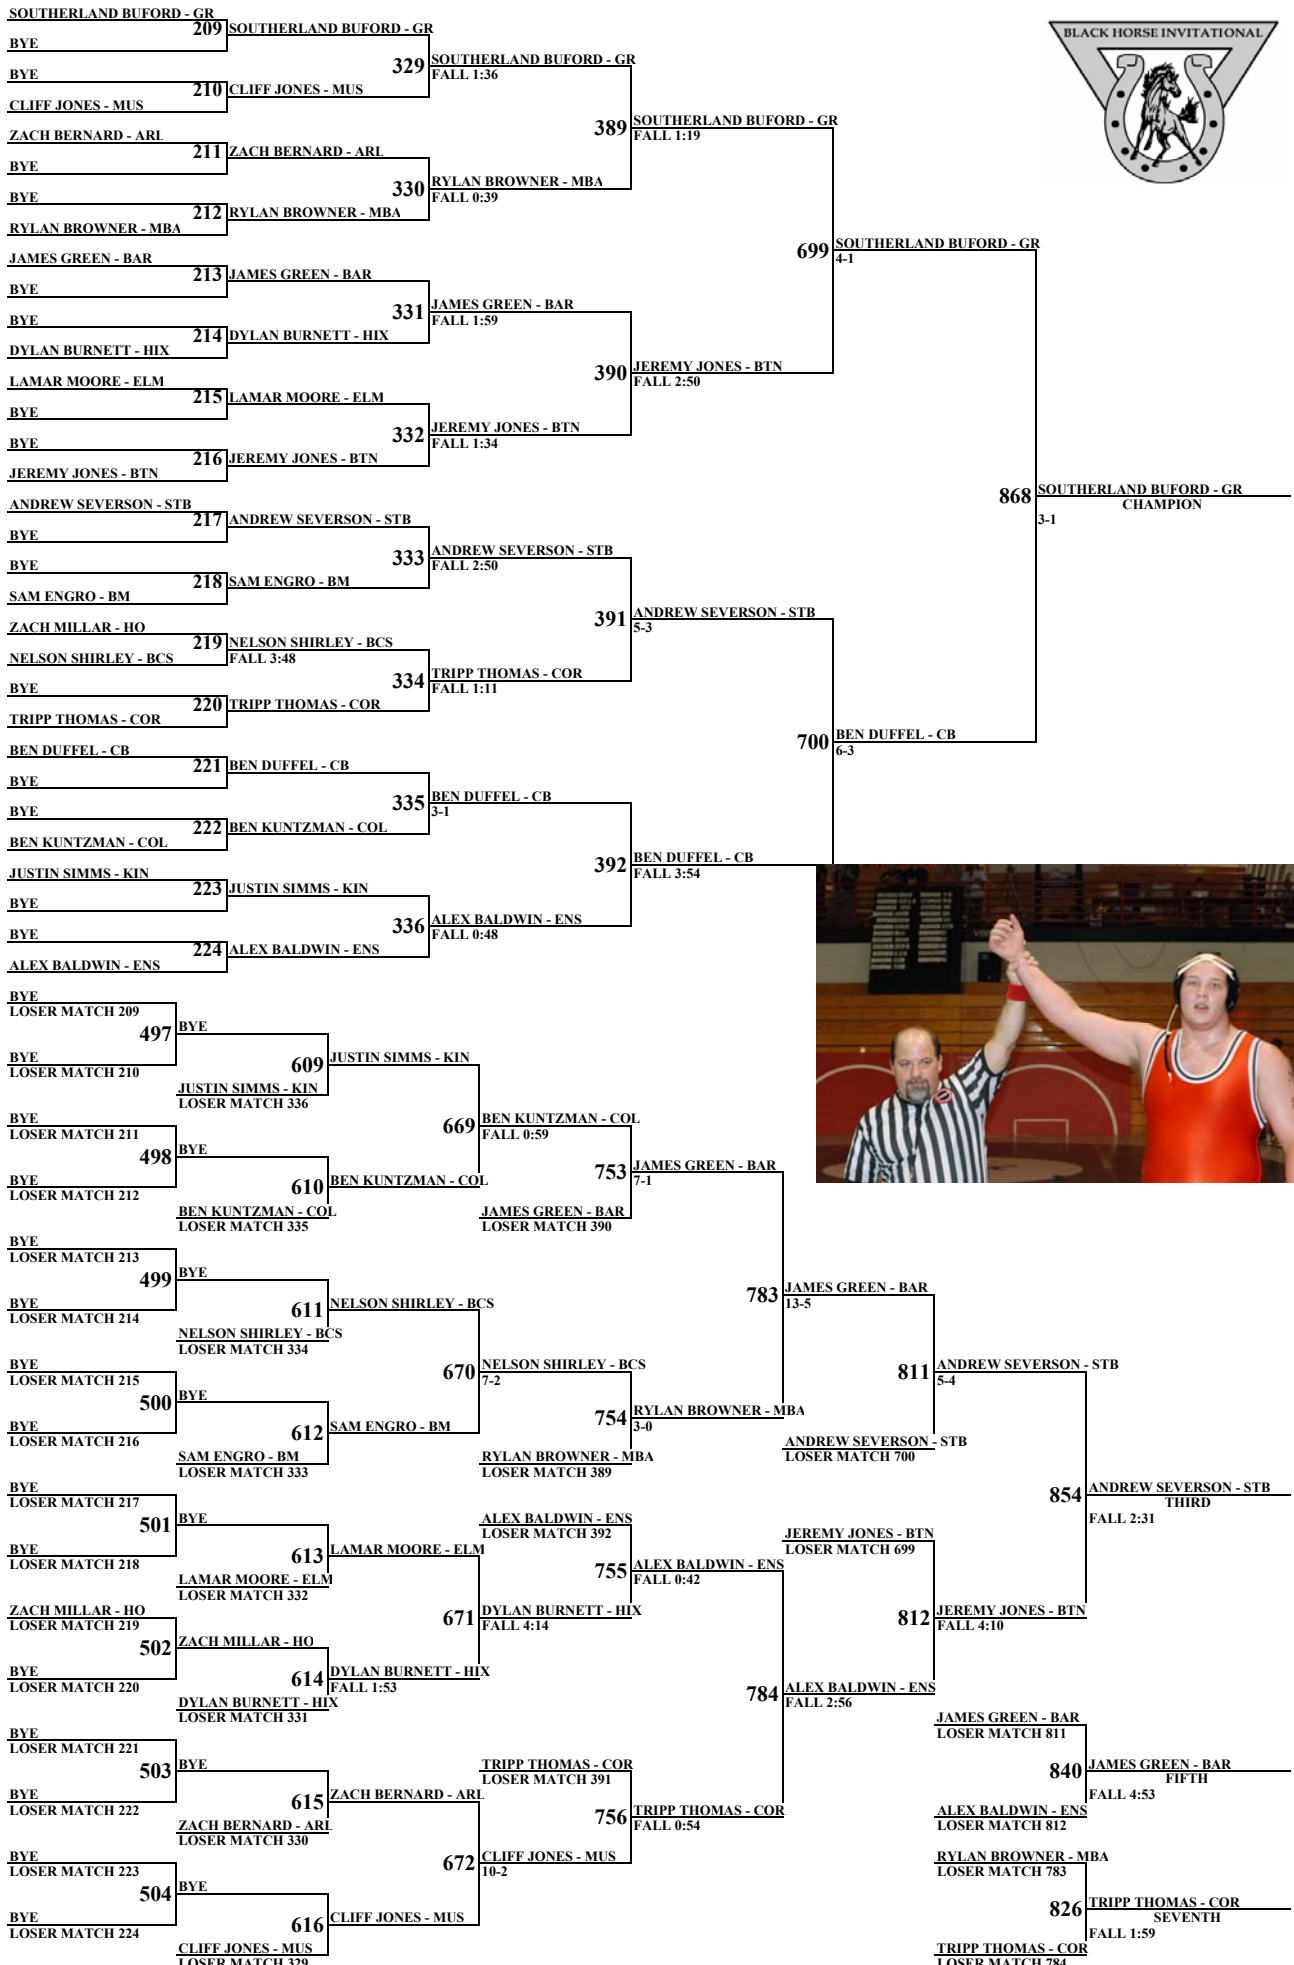 BLACK HORSE INVITATIONAL
SOUTHERLAND BUFORD - GR
209
BYE
SOUTHERLAND BUFORD - GR
BYE
210
CLIFF JONES - MUS
CLIFF JONES - MUS
329
SOUTHERLAND BUFORD - GR
FALL 1:36
ZACH BERNARD - ARL
211
BYE
ZACH BERNARD - ARL
BYE
212
RYLAN BROWNER - MBA
RYLAN BROWNER - MBA
330
RYLAN BROWNER - MBA
FALL 0:39
389
SOUTHERLAND BUFORD - GR
FALL 1:19
JAMES GREEN - BAR
213
BYE
JAMES GREEN - BAR
BYE
214
DYLAN BURNETT - HIX
DYLAN BURNETT - HIX
331
JAMES GREEN - BAR
FALL 1:59
LAMAR MOORE - ELM
215
BYE
LAMAR MOORE - ELM
BYE
216
JEREMY JONES - BTN
JEREMY JONES - BTN
332
JEREMY JONES - BTN
FALL 1:34
390
JEREMY JONES - BTN
FALL 2:50
699
SOUTHERLAND BUFORD - GR
4-1
ANDREW SEVERSON - STB
217
BYE
ANDREW SEVERSON - STB
BYE
218
SAM ENGRO - BM
SAM ENGRO - BM
333
ANDREW SEVERSON - STB
FALL 2:50
ZACH MILLAR - HO
219
NELSON SHIRLEY - BCS
NELSON SHIRLEY - BCS
FALL 3:48
BYE
220
TRIPP THOMAS - COR
TRIPP THOMAS - COR
334
TRIPP THOMAS - COR
FALL 1:11
391
ANDREW SEVERSON - STB
5-3
BEN DUFFEL - CB
221
BYE
BEN DUFFEL - CB
BYE
222
BEN KUNTZMAN - COL
BEN KUNTZMAN - COL
335
BEN DUFFEL - CB
3-1
JUSTIN SIMMS - KIN
223
BYE
JUSTIN SIMMS - KIN
BYE
224
ALEX BALDWIN - ENS
ALEX BALDWIN - ENS
336
ALEX BALDWIN - ENS
FALL 0:48
392
BEN DUFFEL - CB
FALL 3:54
700
BEN DUFFEL - CB
6-3
868
SOUTHERLAND BUFORD - GR
CHAMPION
3-1
BYE
LOSER MATCH 209
497
BYE
LOSER MATCH 210
BYE
JUSTIN SIMMS - KIN
LOSER MATCH 336
609
JUSTIN SIMMS - KIN
BYE
LOSER MATCH 211
498
BYE
LOSER MATCH 212
BYE
BEN KUNTZMAN - COL
LOSER MATCH 335
610
BEN KUNTZMAN - COL
669
BEN KUNTZMAN - COL
FALL 0:59
JAMES GREEN - BAR
LOSER MATCH 390
753
JAMES GREEN - BAR
7-1
BYE
LOSER MATCH 213
499
BYE
LOSER MATCH 214
BYE
NELSON SHIRLEY - BCS
LOSER MATCH 334
611
NELSON SHIRLEY - BCS
BYE
LOSER MATCH 215
500
BYE
LOSER MATCH 216
BYE
SAM ENGRO - BM
LOSER MATCH 333
612
SAM ENGRO - BM
670
NELSON SHIRLEY - BCS
7-2
RYLAN BROWNER - MBA
LOSER MATCH 389
754
RYLAN BROWNER - MBA
3-0
783
JAMES GREEN - BAR
13-5
ANDREW SEVERSON - STB
LOSER MATCH 700
811
ANDREW SEVERSON - STB
5-4
BYE
LOSER MATCH 217
501
BYE
LOSER MATCH 218
BYE
LAMAR MOORE - ELM
LOSER MATCH 332
613
LAMAR MOORE - ELM
ZACH MILLAR - HO
LOSER MATCH 219
502
BYE
LOSER MATCH 220
ZACH MILLAR - HO
DYLAN BURNETT - HIX
LOSER MATCH 331
614
DYLAN BURNETT - HIX
FALL 1:53
ALEX BALDWIN - ENS
LOSER MATCH 392
671
DYLAN BURNETT - HIX
FALL 4:14
755
ALEX BALDWIN - ENS
FALL 0:42
BYE
LOSER MATCH 221
503
BYE
LOSER MATCH 222
BYE
ZACH BERNARD - ARL
LOSER MATCH 330
615
ZACH BERNARD - ARL
BYE
LOSER MATCH 223
504
BYE
LOSER MATCH 224
BYE
CLIFF JONES - MUS
LOSER MATCH 329
616
CLIFF JONES - MUS
TRIPP THOMAS - COR
LOSER MATCH 391
672
CLIFF JONES - MUS
10-2
756
TRIPP THOMAS - COR
FALL 0:54
784
ALEX BALDWIN - ENS
FALL 2:56
JEREMY JONES - BTN
LOSER MATCH 699
812
JEREMY JONES - BTN
FALL 4:10
854
ANDREW SEVERSON - STB
THIRD
FALL 2:31
JAMES GREEN - BAR
LOSER MATCH 811
840
JAMES GREEN - BAR
FIFTH
FALL 4:53
ALEX BALDWIN - ENS
LOSER MATCH 812
RYLAN BROWNER - MBA
LOSER MATCH 783
826
TRIPP THOMAS - COR
SEVENTH
FALL 1:59
TRIPP THOMAS - COR
LOSER MATCH 784